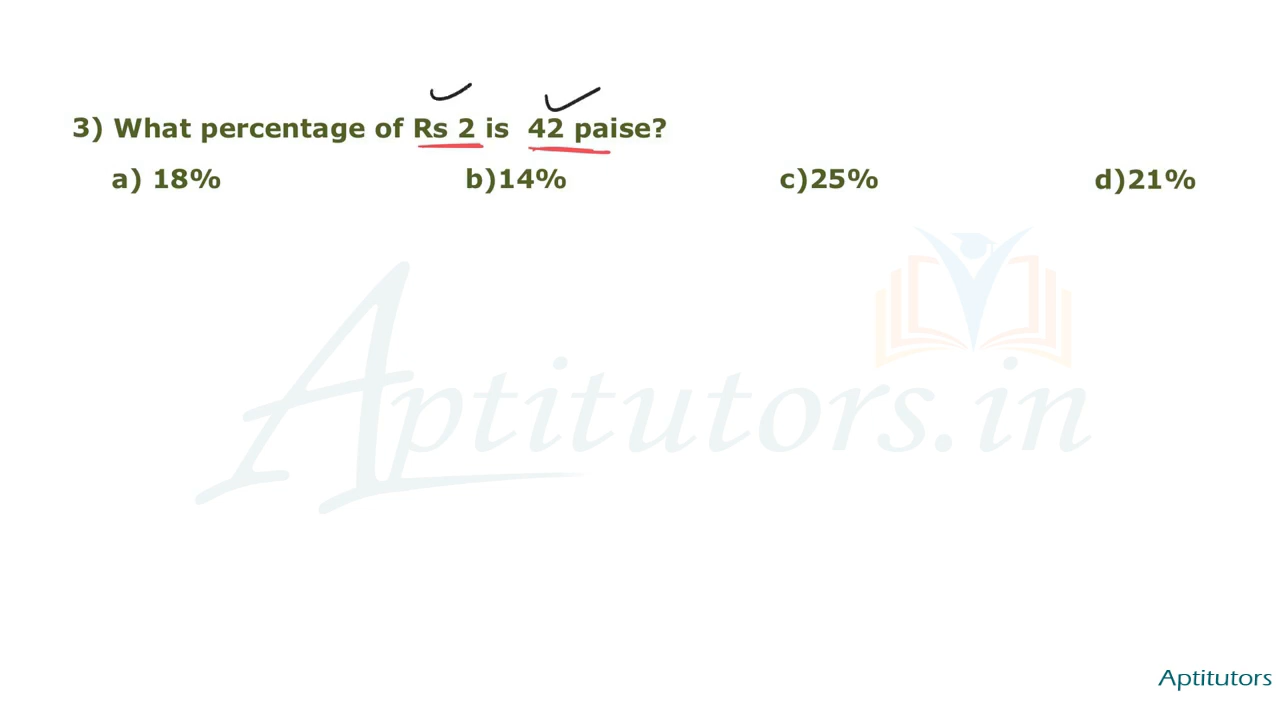 3) What percentage of Rs 2 is 42 paise?
a) 18% b)14% c)25% d)21%
Aptitutors.in
Aptitutors